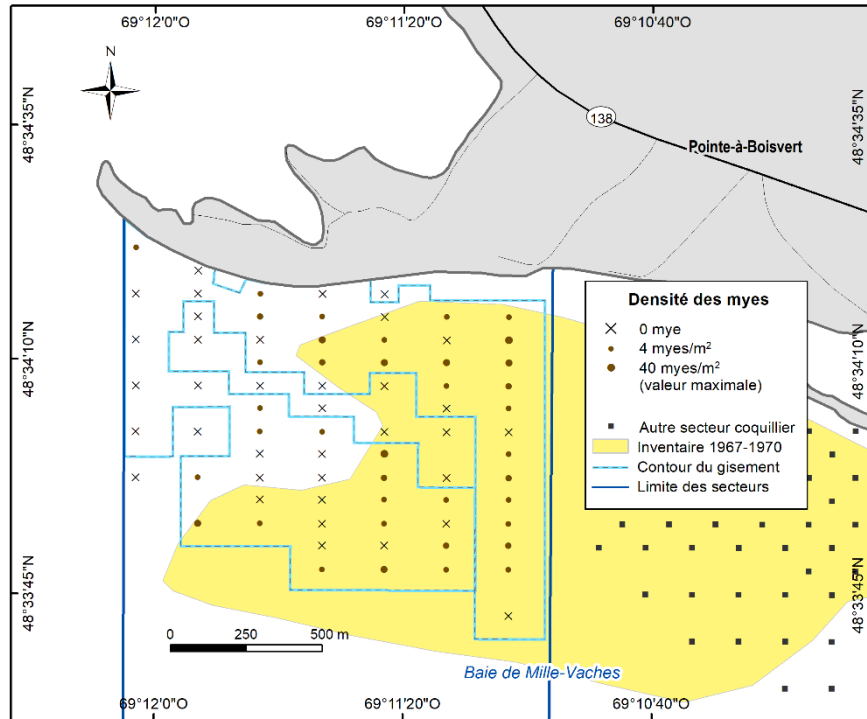 69°12'0"O
69°11'20"O
69°10'40"O
N
48°34'35"N
48°34'35"N
138
Pointe-à-Boisvert
Densité des myes
0 mye
4 myes/m²
40 myes/m²
(valeur maximale)
Autre secteur coquillier
Inventaire 1967-1970
Contour du gisement
Limite des secteurs
48°34'10"N
48°34'10"N
48°33'45"N
48°33'45"N
0 250 500 m
Baie de Mille-Vaches
69°12'0"O
69°11'20"O
69°10'40"O